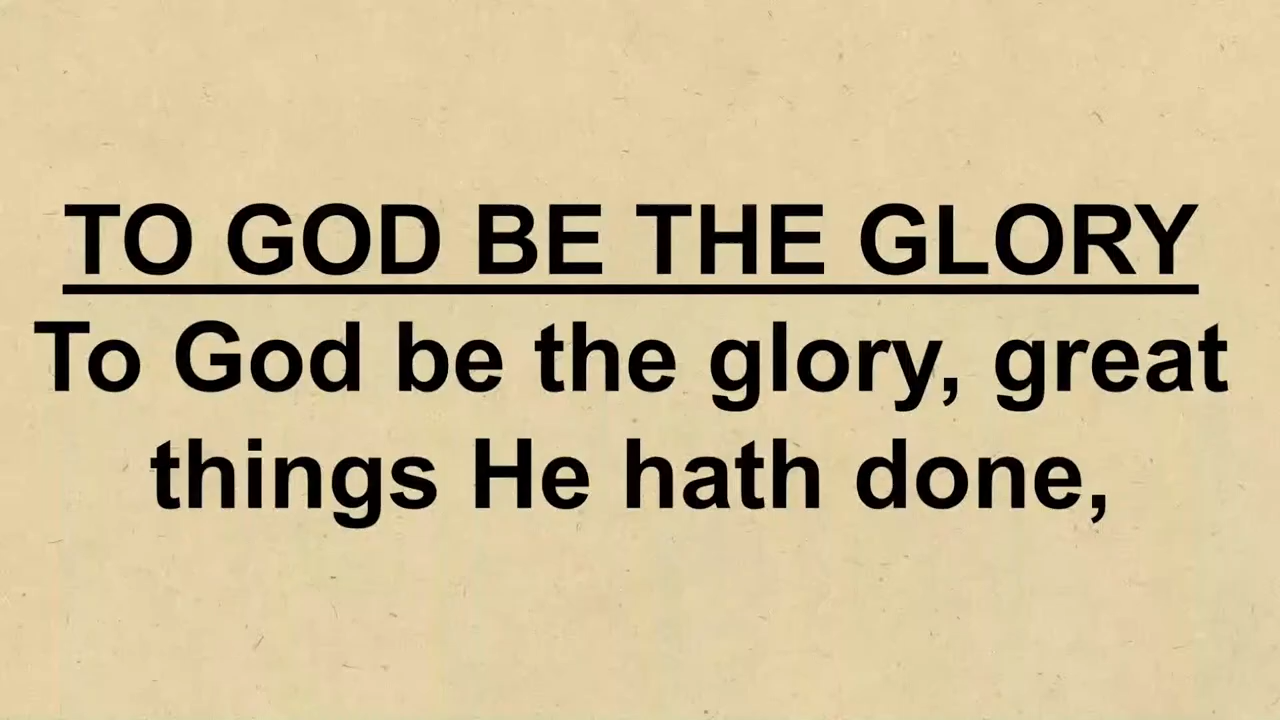 TO GOD BE THE GLORY
To God be the glory, great
things He hath done,